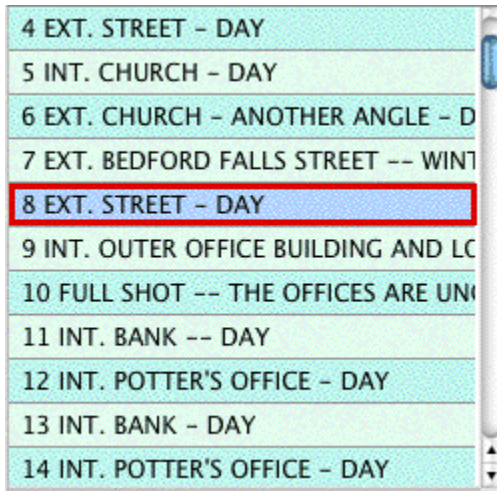 4 EXT. STREET – DAY
5 INT. CHURCH – DAY
6 EXT. CHURCH – ANOTHER ANGLE – D
7 EXT. BEDFORD FALLS STREET -- WINT
8 EXT. STREET – DAY
9 INT. OUTER OFFICE BUILDING AND LO
10 FULL SHOT -- THE OFFICES ARE UN
11 INT. BANK -- DAY
12 INT. POTTER'S OFFICE – DAY
13 INT. BANK – DAY
14 INT. POTTER'S OFFICE – DAY